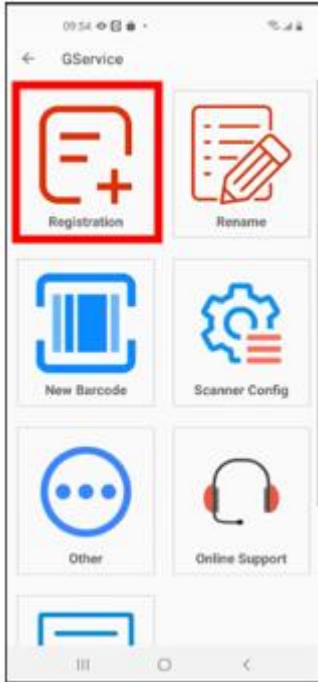 09:54
GService
Registration
Rename
New Barcode
Scanner Config
Other
Online Support